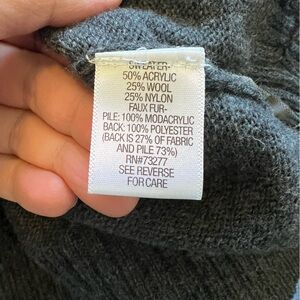 SWEATER-
50% ACRYLIC
25% WOOL
25% NYLON
FAUX FUR-
PILE: 100% MODACRYLIC
BACK: 100% POLYESTER
(BACK IS 27% OF FABRIC
AND PILE 73%)
RN#73277
SEE REVERSE
FOR CARE